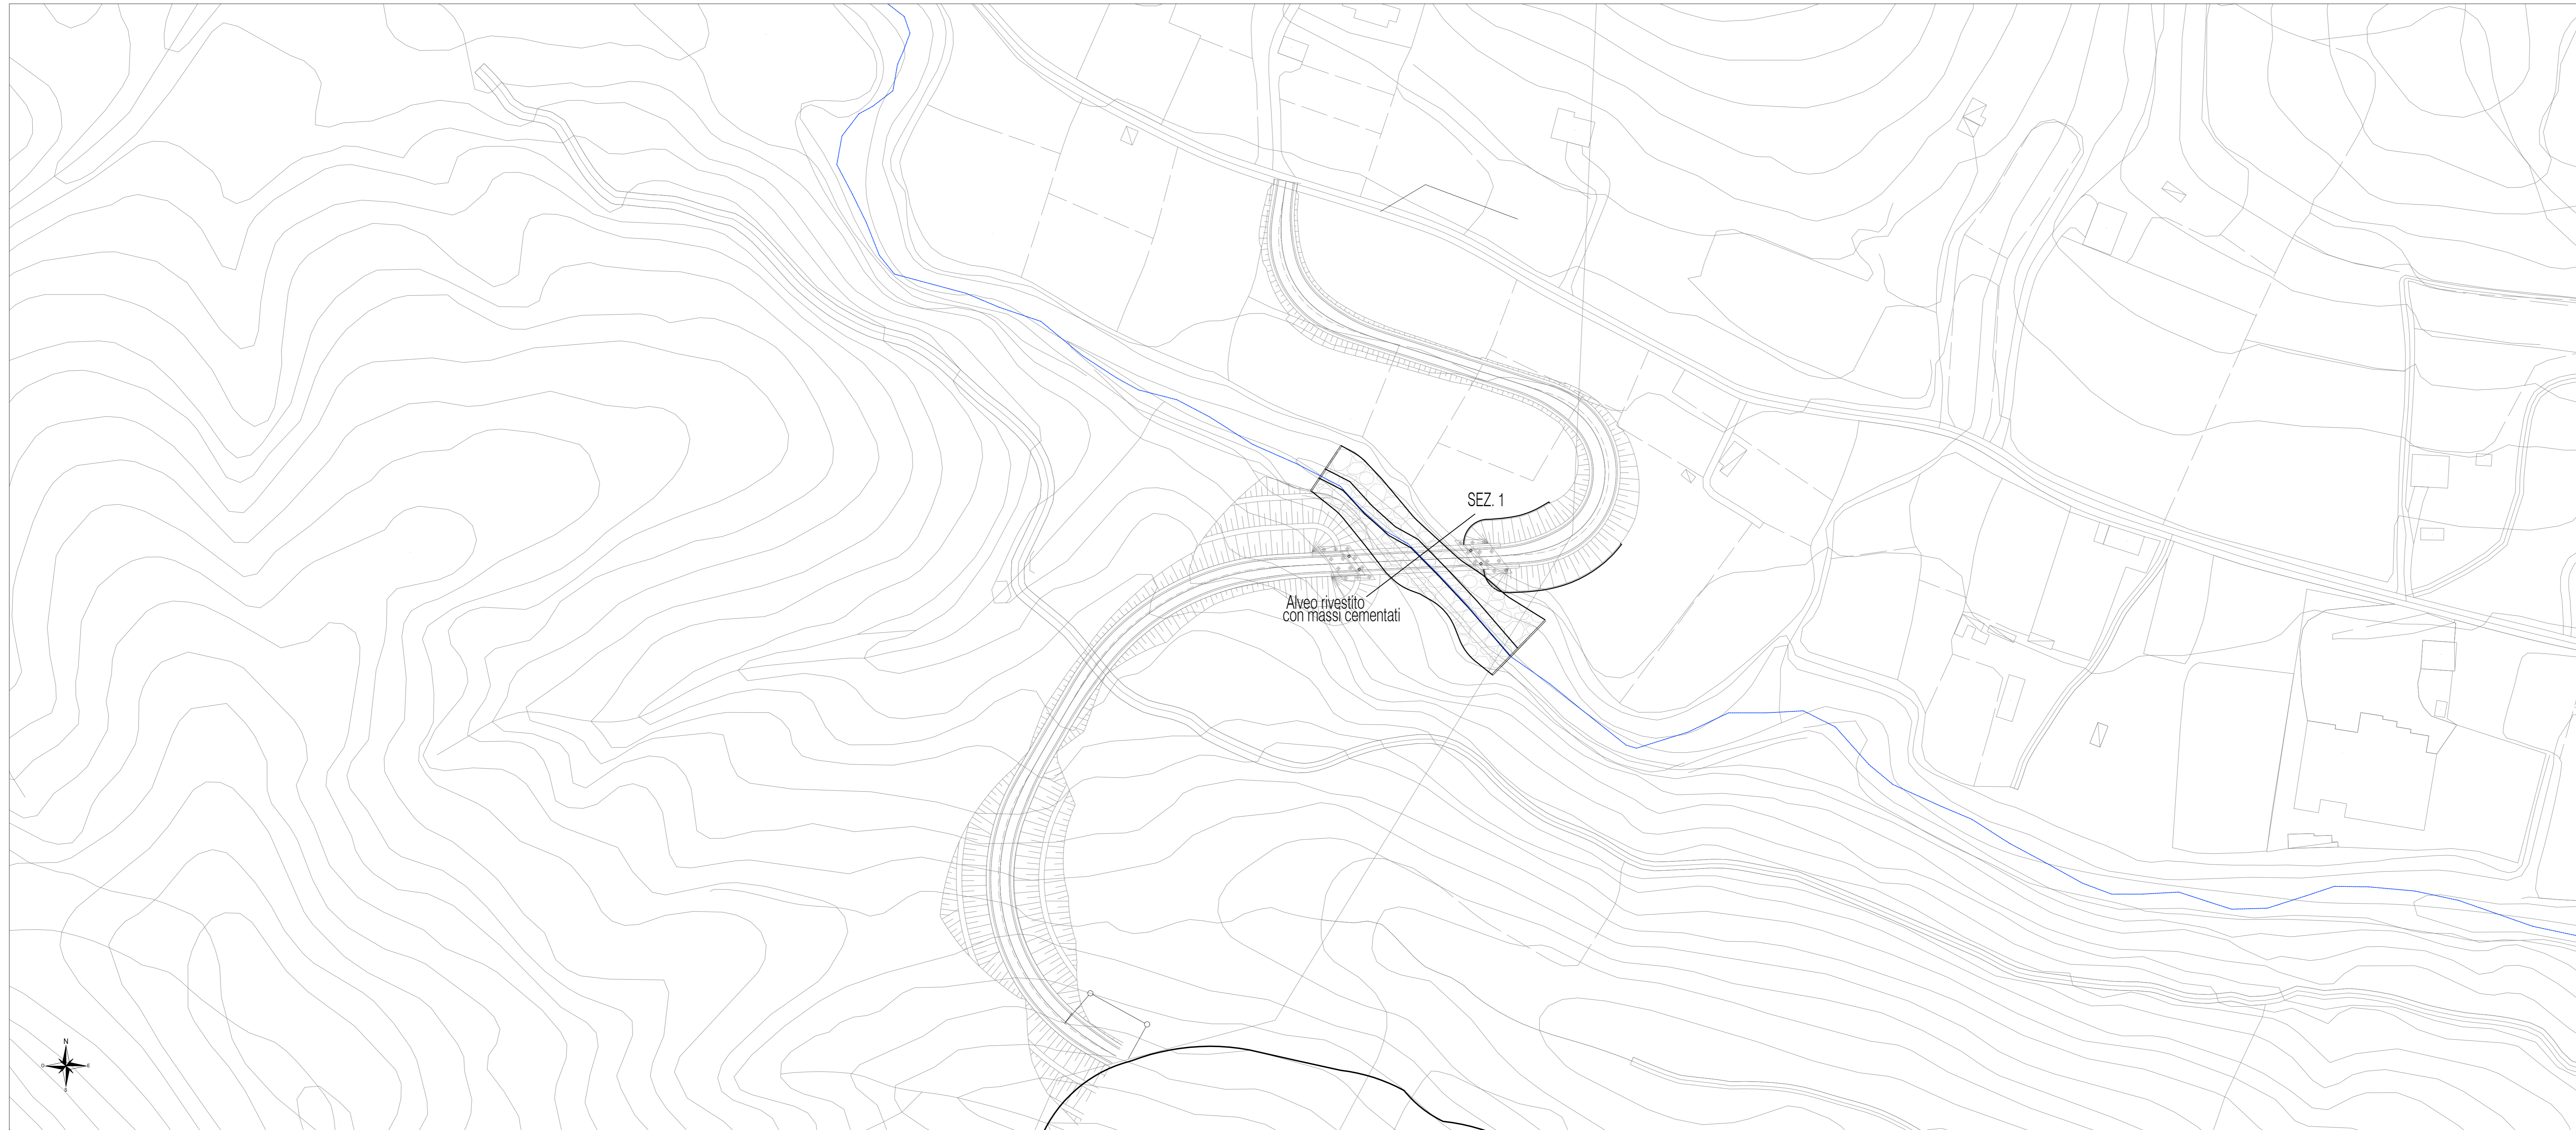 SEZ. 1
Alveo rivestito
con massi cementati
N
O
E
S